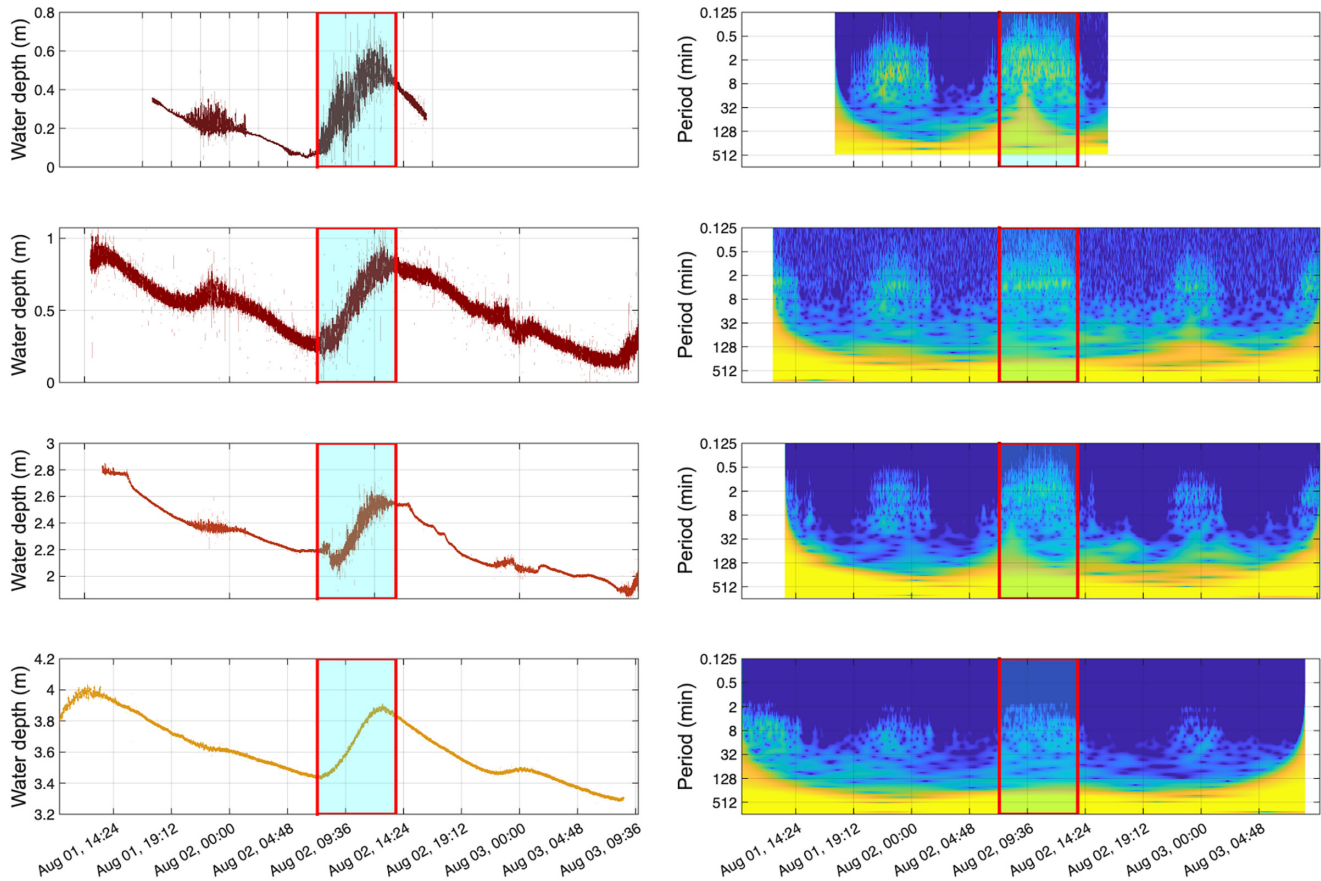 Water depth (m)
0.8
0.6
0.4
0.2
0
Period (min)
0.125
0.5
2
8
32
128
512
Water depth (m)
1
0.5
0
Period (min)
0.125
0.5
2
8
32
128
512
Water depth (m)
3
2.8
2.6
2.4
2.2
2
Period (min)
0.125
0.5
2
8
32
128
512
Water depth (m)
4.2
4
3.8
3.6
3.4
3.2
Aug 01, 14:24
Aug 01, 19:12
Aug 02, 00:00
Aug 02, 04:48
Aug 02, 09:36
Aug 02, 14:24
Aug 02, 19:12
Aug 03, 00:00
Aug 03, 04:48
Aug 03, 09:36
Period (min)
0.125
0.5
2
8
32
128
512
Aug 01, 14:24
Aug 01, 19:12
Aug 02, 00:00
Aug 02, 04:48
Aug 02, 09:36
Aug 02, 14:24
Aug 02, 19:12
Aug 03, 00:00
Aug 03, 04:48